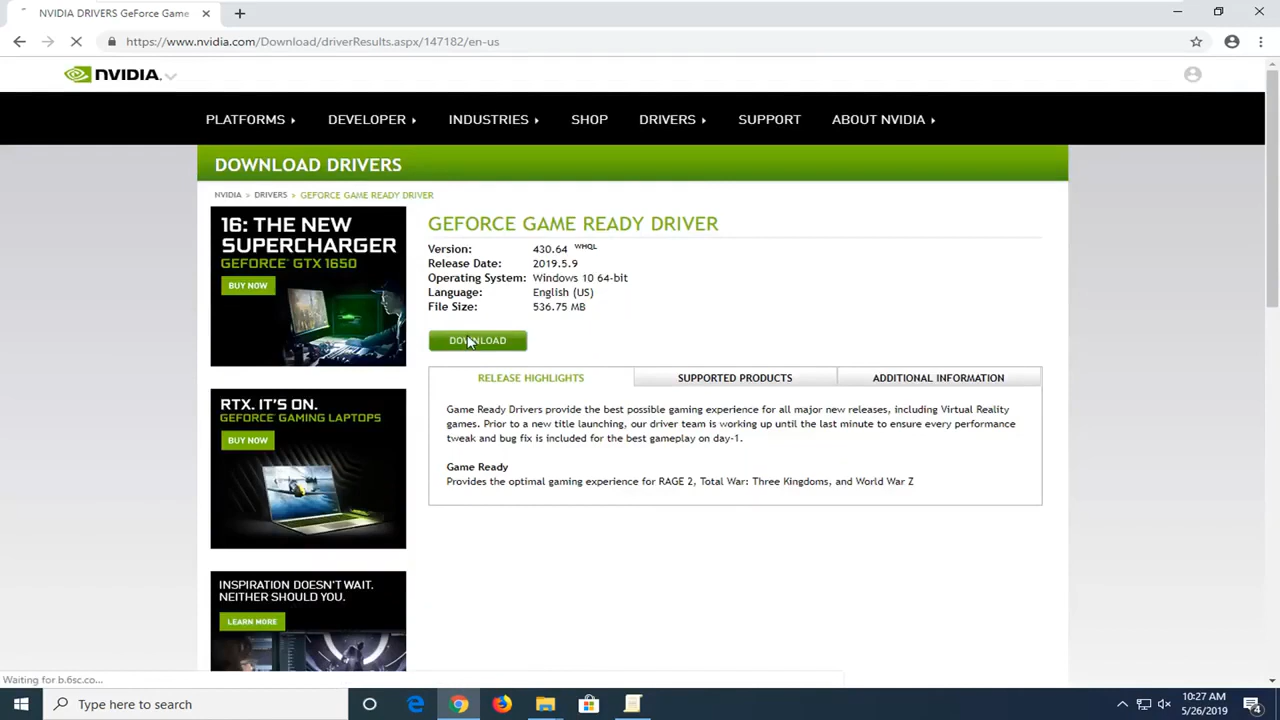 NVIDIA DRIVERS GeForce Game
https://www.nvidia.com/Download/driverResults.aspx/147182/en-us
NVIDIA.
PLATFORMS
DEVELOPER
INDUSTRIES
SHOP
DRIVERS
SUPPORT
ABOUT NVIDIA
DOWNLOAD DRIVERS
NVIDIA > DRIVERS > GEFORCE GAME READY DRIVER
16: THE NEW
SUPERCHARGER
GEFORCE® GTX 1650
BUY NOW
RTX. IT'S ON.
GEFORCE GAMING LAPTOPS
BUY NOW
INSPIRATION DOESN'T WAIT.
NEITHER SHOULD YOU.
LEARN MORE
GEFORCE GAME READY DRIVER
Version: 430.64 WHQL
Release Date: 2019.5.9
Operating System: Windows 10 64-bit
Language: English (US)
File Size: 536.75 MB
DOWNLOAD
RELEASE HIGHLIGHTS
SUPPORTED PRODUCTS
ADDITIONAL INFORMATION
Game Ready Drivers provide the best possible gaming experience for all major new releases, including Virtual Reality
games. Prior to a new title launching, our driver team is working up until the last minute to ensure every performance
tweak and bug fix is included for the best gameplay on day-1.
Game Ready
Provides the optimal gaming experience for RAGE 2, Total War: Three Kingdoms, and World War Z
Waiting for b.6sc.co...
Type here to search
10:27 AM
5/26/2019
4